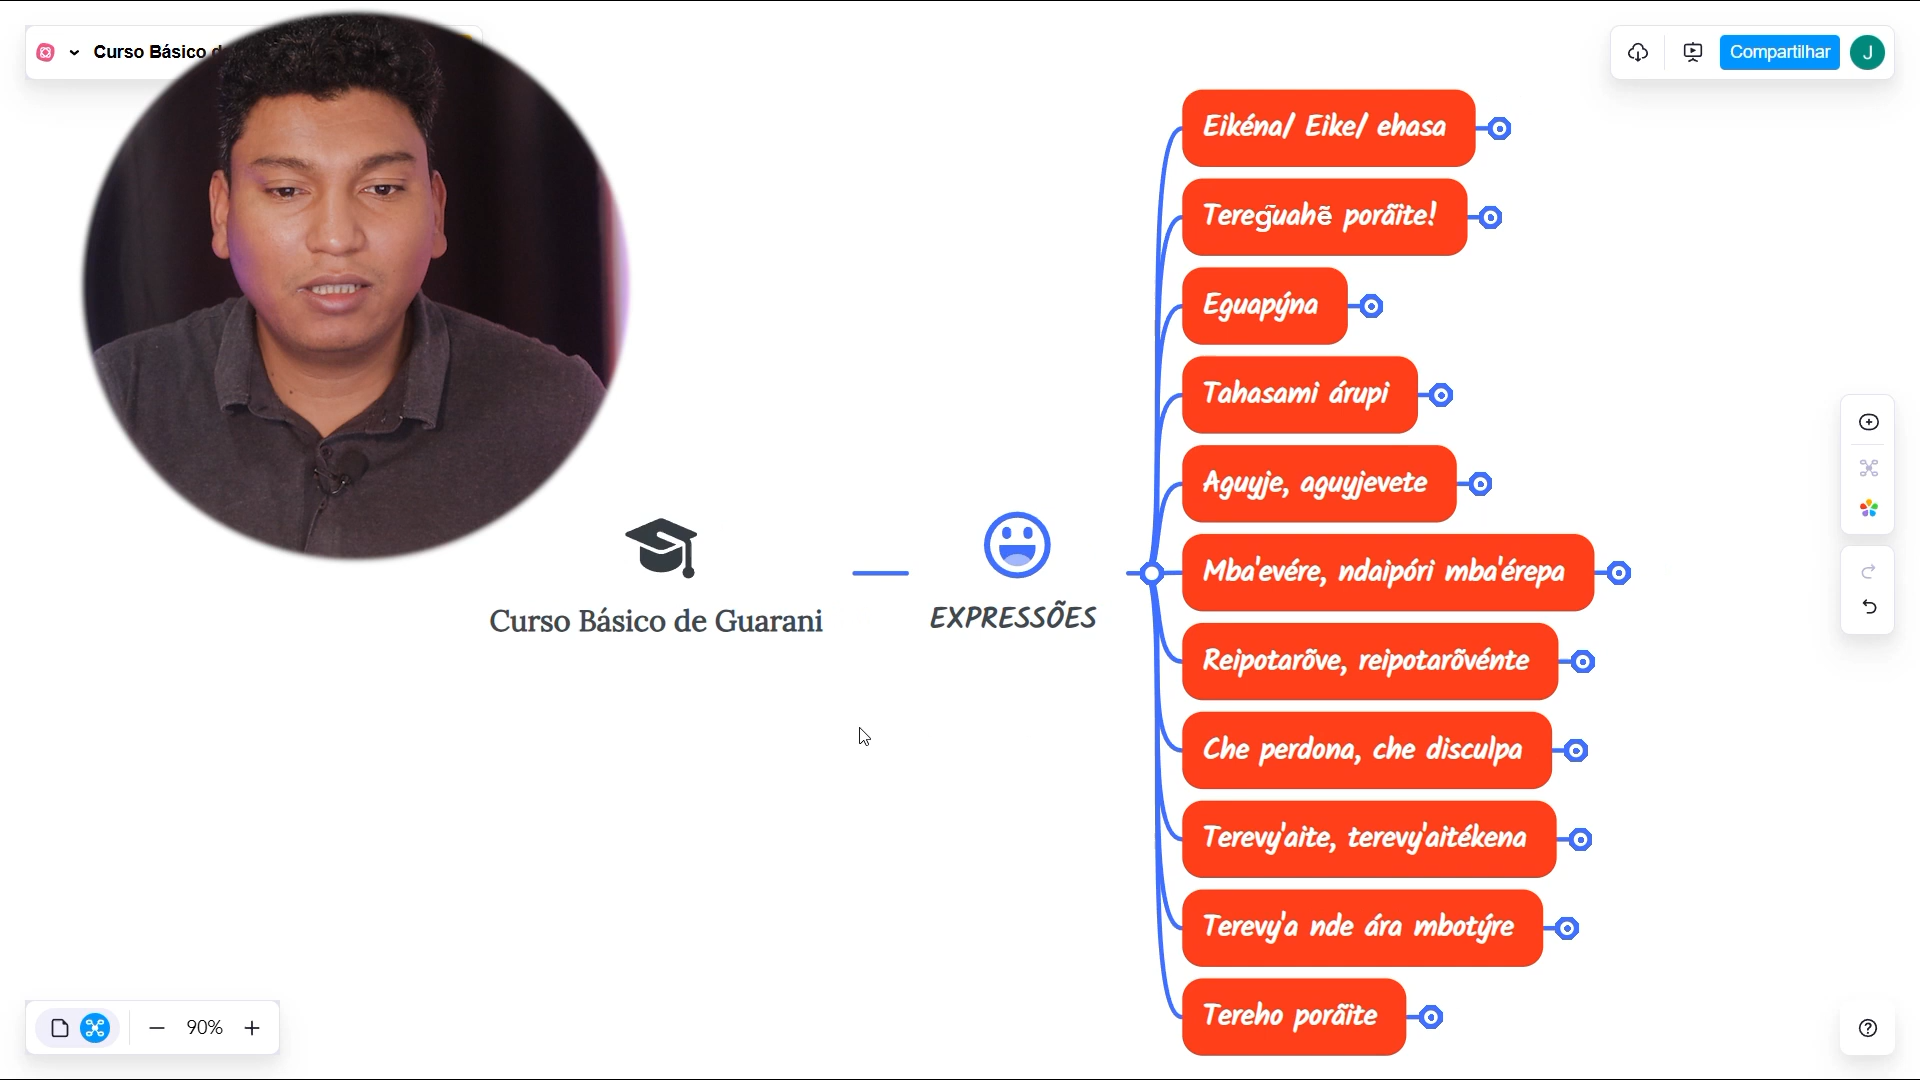 Curso Básico
Compartilhar
J
Eikéna/ Eike/ ehasa
Tereg̃uahẽ porãite!
Eguapýna
Tahasami árupi
Aguyje, aguyjevete
Mba'evére, ndaipóri mba'érepa
Reipotarõve, reipotarõvénte
Che perdona, che disculpa
Terevy'aite, terevy'aitékena
Terevy'a nde ára mbotýre
Tereho porãite
Curso Básico de Guarani
EXPRESSÕES
90%